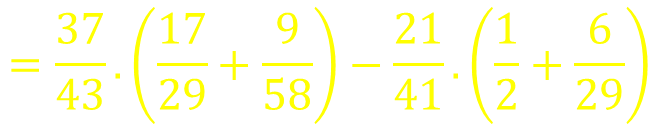 = 37/43 . (17/29 + 9/58) − 21/41 . (1/2 + 6/29)